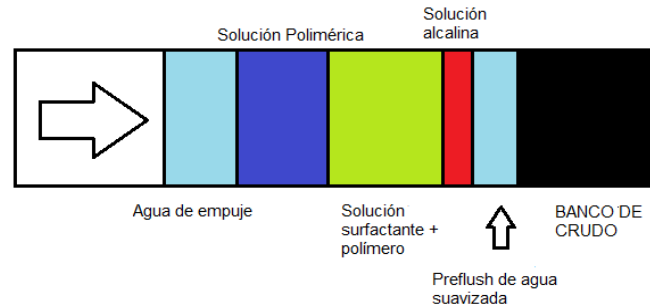 Solución Polimérica
Solución
alcalina
Agua de empuje
Solución
surfactante +
polímero
Preflush de agua
suavizada
BANCO DE
CRUDO